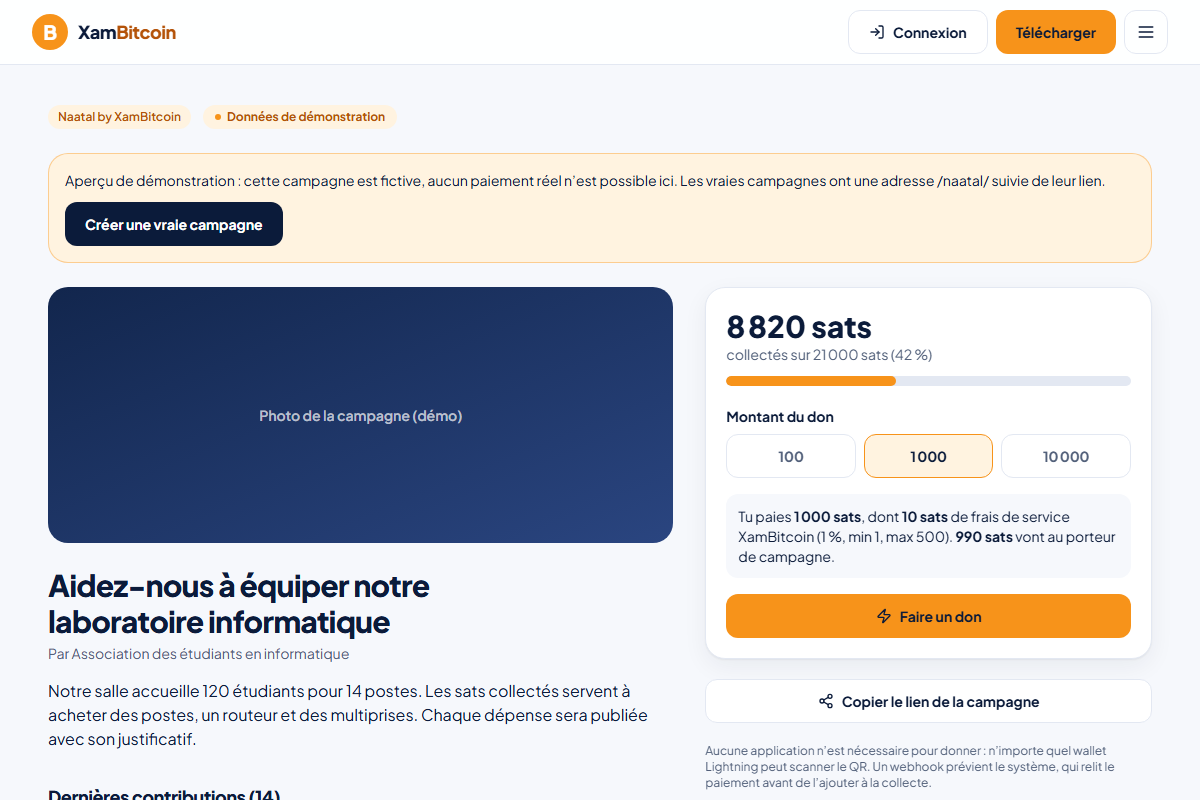 B XamBitcoin
Connexion
Télécharger
Naatal by XamBitcoin
Données de démonstration
Aperçu de démonstration : cette campagne est fictive, aucun paiement réel n’est possible ici. Les vraies campagnes ont une adresse /naatal/ suivie de leur lien.
Créer une vraie campagne
Photo de la campagne (démo)
Aidez-nous à équiper notre
laboratoire informatique
Par Association des étudiants en informatique
Notre salle accueille 120 étudiants pour 14 postes. Les sats collectés servent à
acheter des postes, un routeur et des multiprises. Chaque dépense sera publiée
avec son justificatif.
Dernières contributions (14)
8 820 sats
collectés sur 21 000 sats (42 %)
Montant du don
100
1 000
10 000
Tu paies 1 000 sats, dont 10 sats de frais de service
XamBitcoin (1 %, min 1, max 500). 990 sats vont au porteur
de campagne.
Faire un don
Copier le lien de la campagne
Aucune application n’est nécessaire pour donner : n’importe quel wallet
Lightning peut scanner le QR. Un webhook prévient le système, qui relit le
paiement avant de l’ajouter à la collecte.